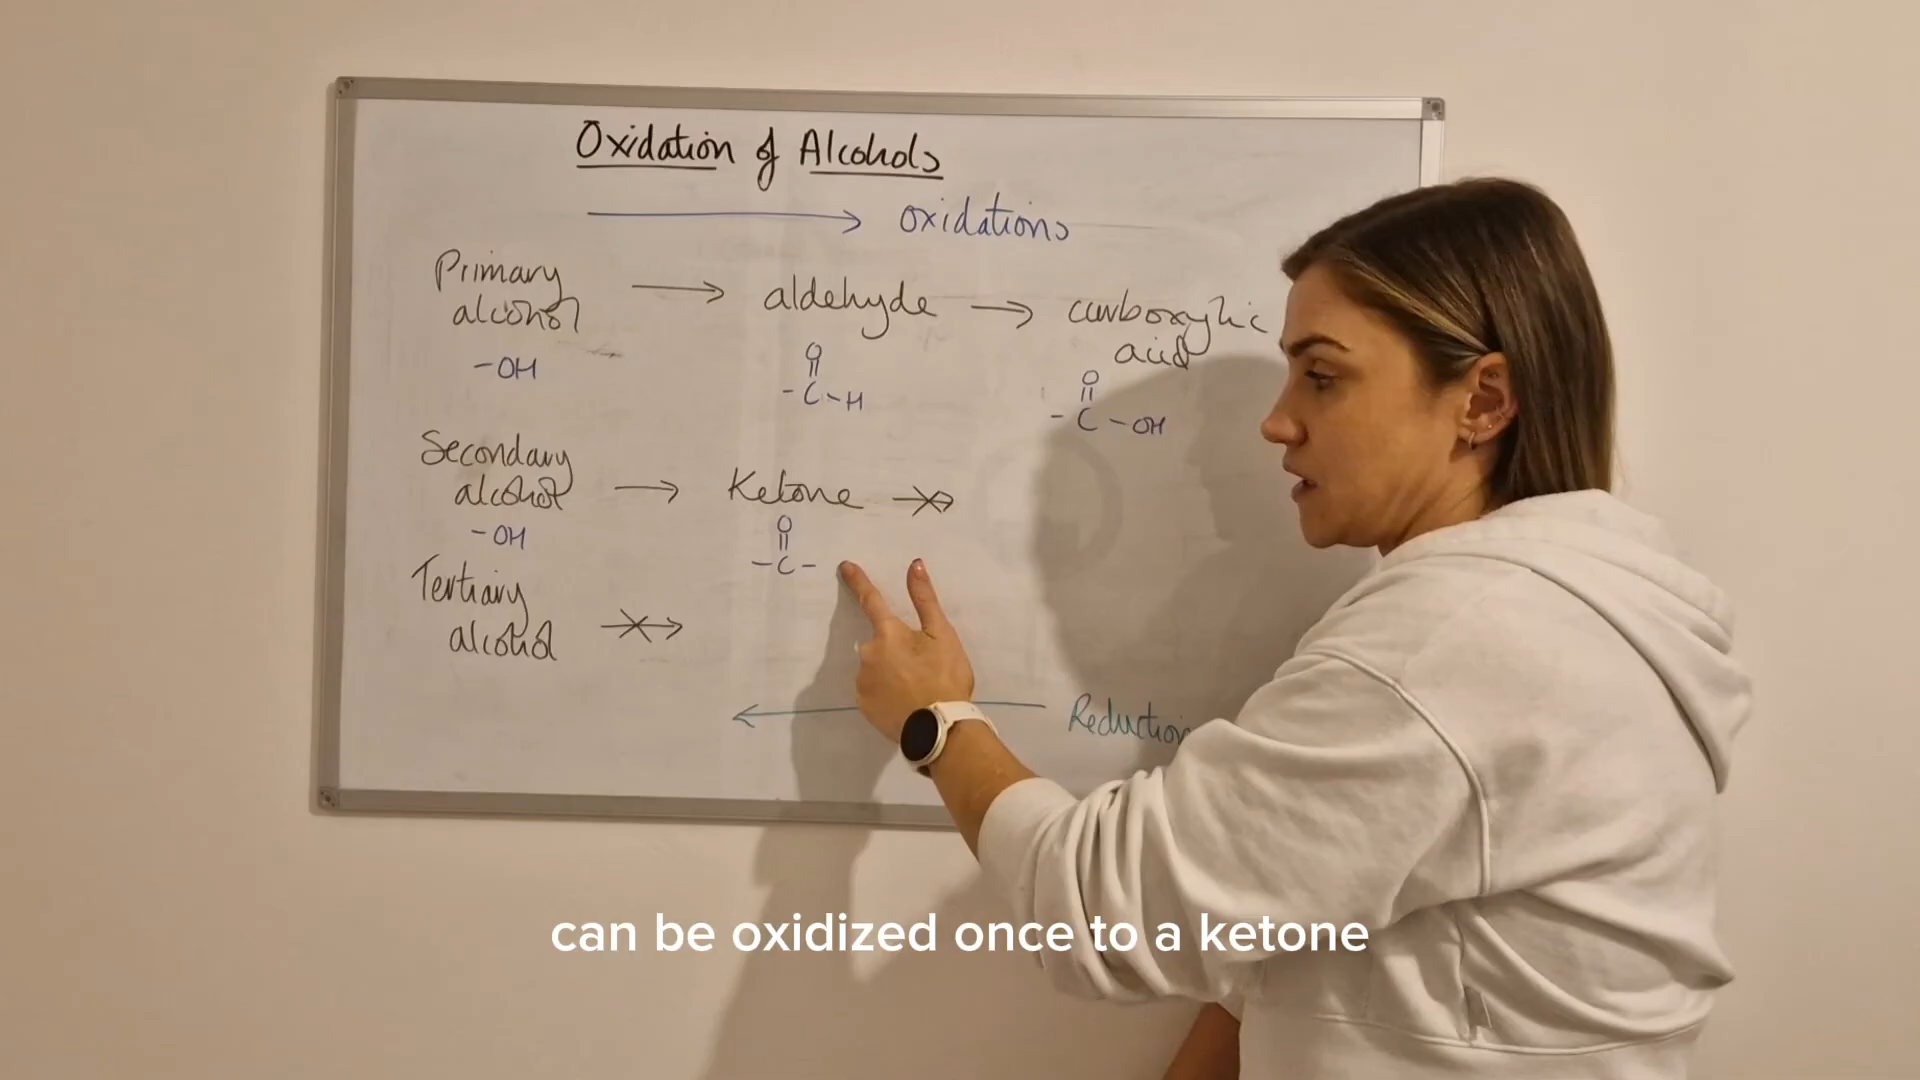 Oxidation of Alcohols
→ oxidations
Primary alcohol → aldehyde → carboxylic acid
-OH
O
||
-C-H
O
||
-C-OH
Secondary alcohol → Ketone →
-OH
O
||
-C-
Tertiary alcohol →
← Reduction
can be oxidized once to a ketone